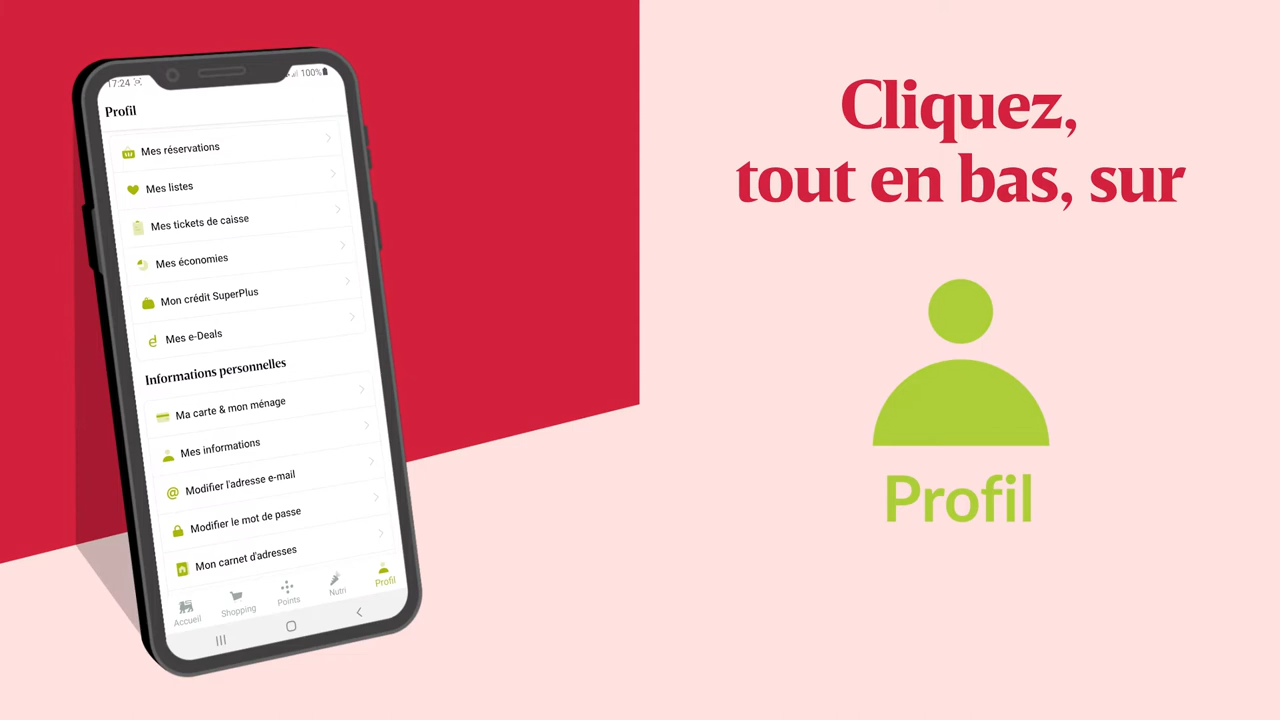 17:24
100%
Profil
Mes réservations
Mes listes
Mes tickets de caisse
Mes économies
Mon crédit SuperPlus
Mes e-Deals
Informations personnelles
Ma carte & mon ménage
Mes informations
Modifier l'adresse e-mail
Modifier le mot de passe
Mon carnet d'adresses
Accueil
Shopping
Points
Nutri
Profil
Cliquez,
tout en bas, sur
Profil